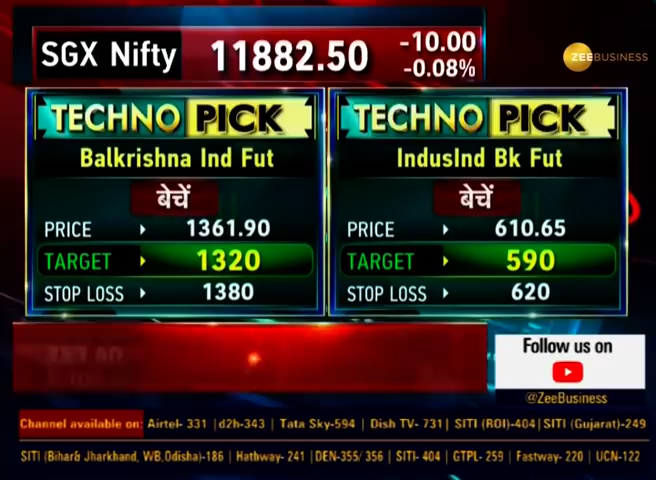 SGX Nifty 11882.50 -10.00
-0.08%
ZEE BUSINESS
TECHNO PICK
Balkrishna Ind Fut
बेचें
PRICE 1361.90
TARGET 1320
STOP LOSS 1380
TECHNO PICK
IndusInd Bk Fut
बेचें
PRICE 610.65
TARGET 590
STOP LOSS 620
Follow us on
@ZeeBusiness
Channel available on: Airtel- 331 | d2h-343 | Tata Sky-594 | Dish TV- 731 | SITI (ROI)-404 | SITI (Gujarat)-249
SITI (Bihar& Jharkhand, WB,Odisha)-186 | Hathway- 241 | DEN-355/ 356 | SITI- 404 | GTPL- 259 | Fastway- 220 | UCN-122